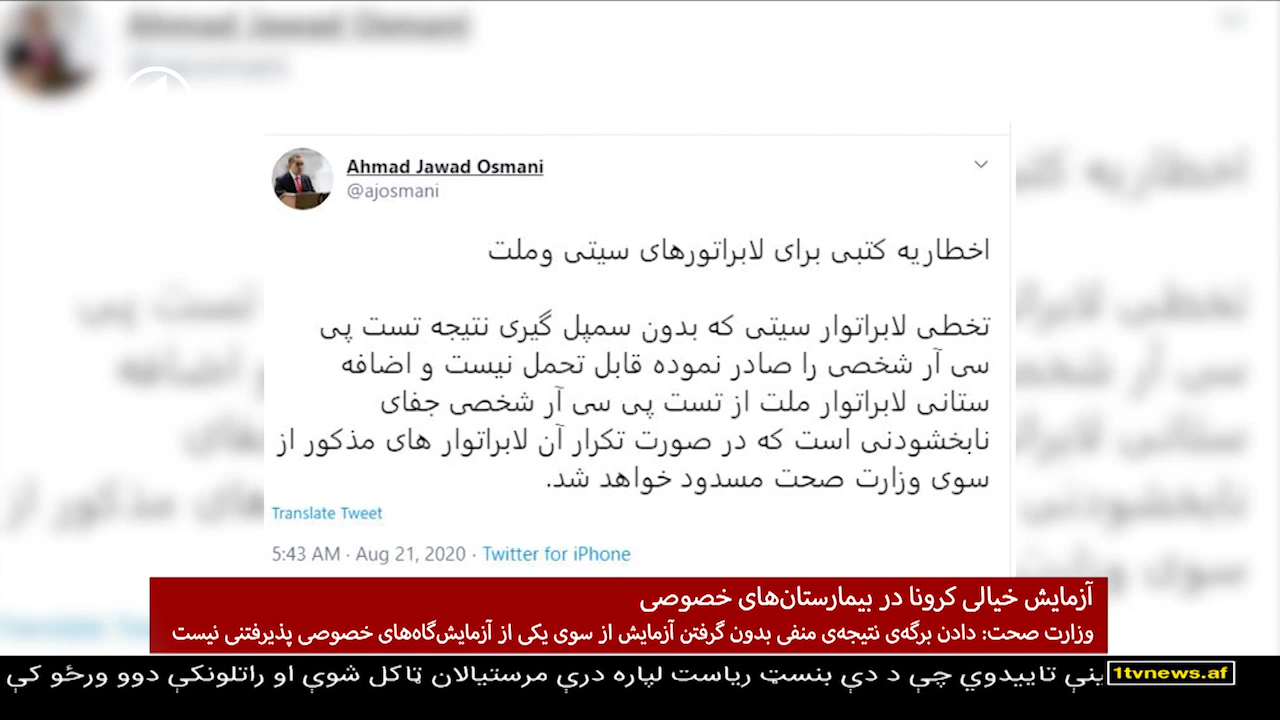 Ahmad Jawad Osmani
@ajosmani
اخطاریه کتبی برای لابراتورهای سیتی وملت
تخطی لابراتوار سیتی که بدون سمپل گیری نتیجه تست پی
سی آر شخصی را صادر نموده قابل تحمل نیست و اضافه
ستانی لابراتوار ملت از تست پی سی آر شخصی جفای
نابخشودنی است که در صورت تکرار آن لابراتوار های مذکور از
سوی وزارت صحت مسدود خواهد شد.
Translate Tweet
5:43 AM · Aug 21, 2020 · Twitter for iPhone
آزمایش خیالی کرونا در بیمارستان‌های خصوصی
وزارت صحت: دادن برگه‌ی نتیجه‌ی منفی بدون گرفتن آزمایش از سوی یکی از آزمایش‌گاه‌های خصوصی پذیرفتنی نیست
تاییدوي چې د دې بنسټ ریاست لپاره درې مرستیالان ټاکل شوي او راتلونکې دوو ورځو کې
1tvnews.af